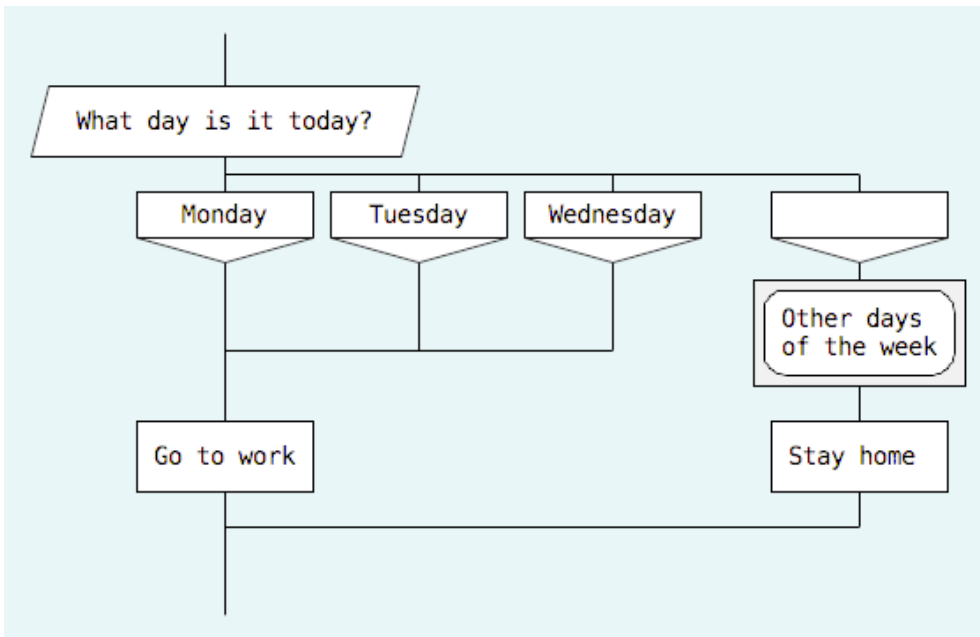 What day is it today?
Monday
Tuesday
Wednesday
Other days
of the week
Go to work
Stay home